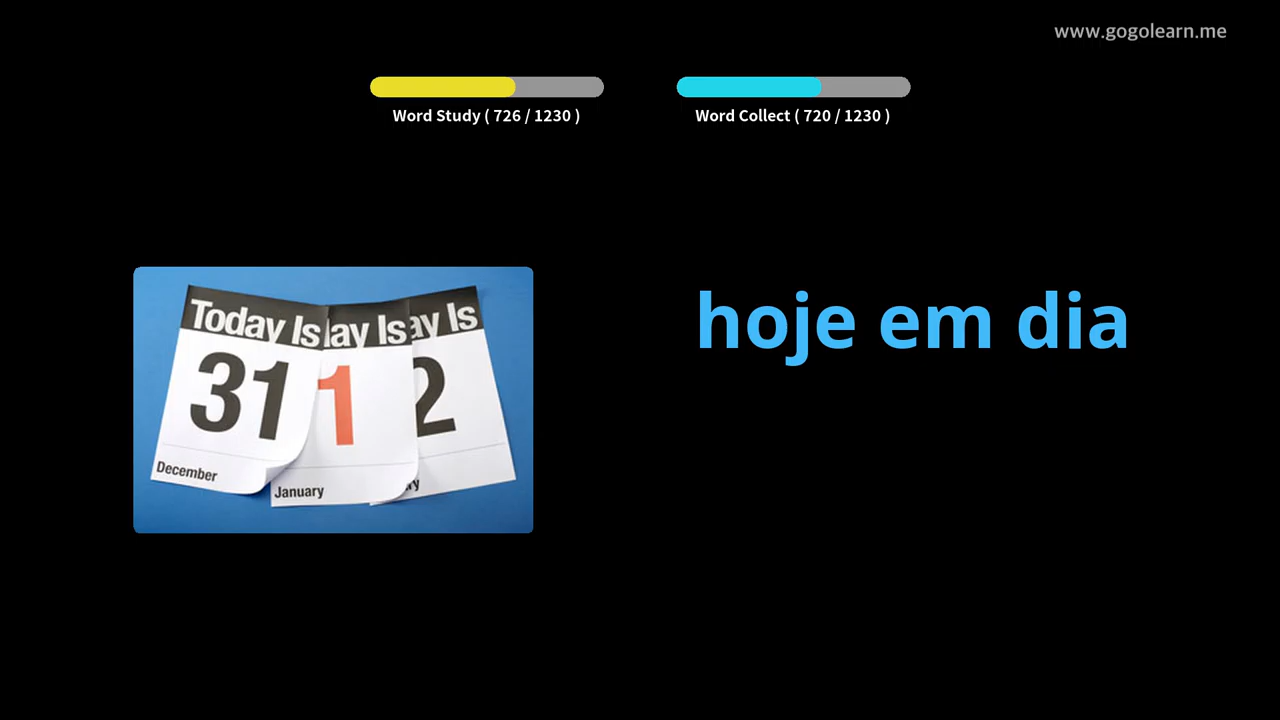 www.gogolearn.me
Word Study ( 726 / 1230 )
Word Collect ( 720 / 1230 )
hoje em dia
Today Is
ay Is
ay Is
31
1
2
December
January
ry